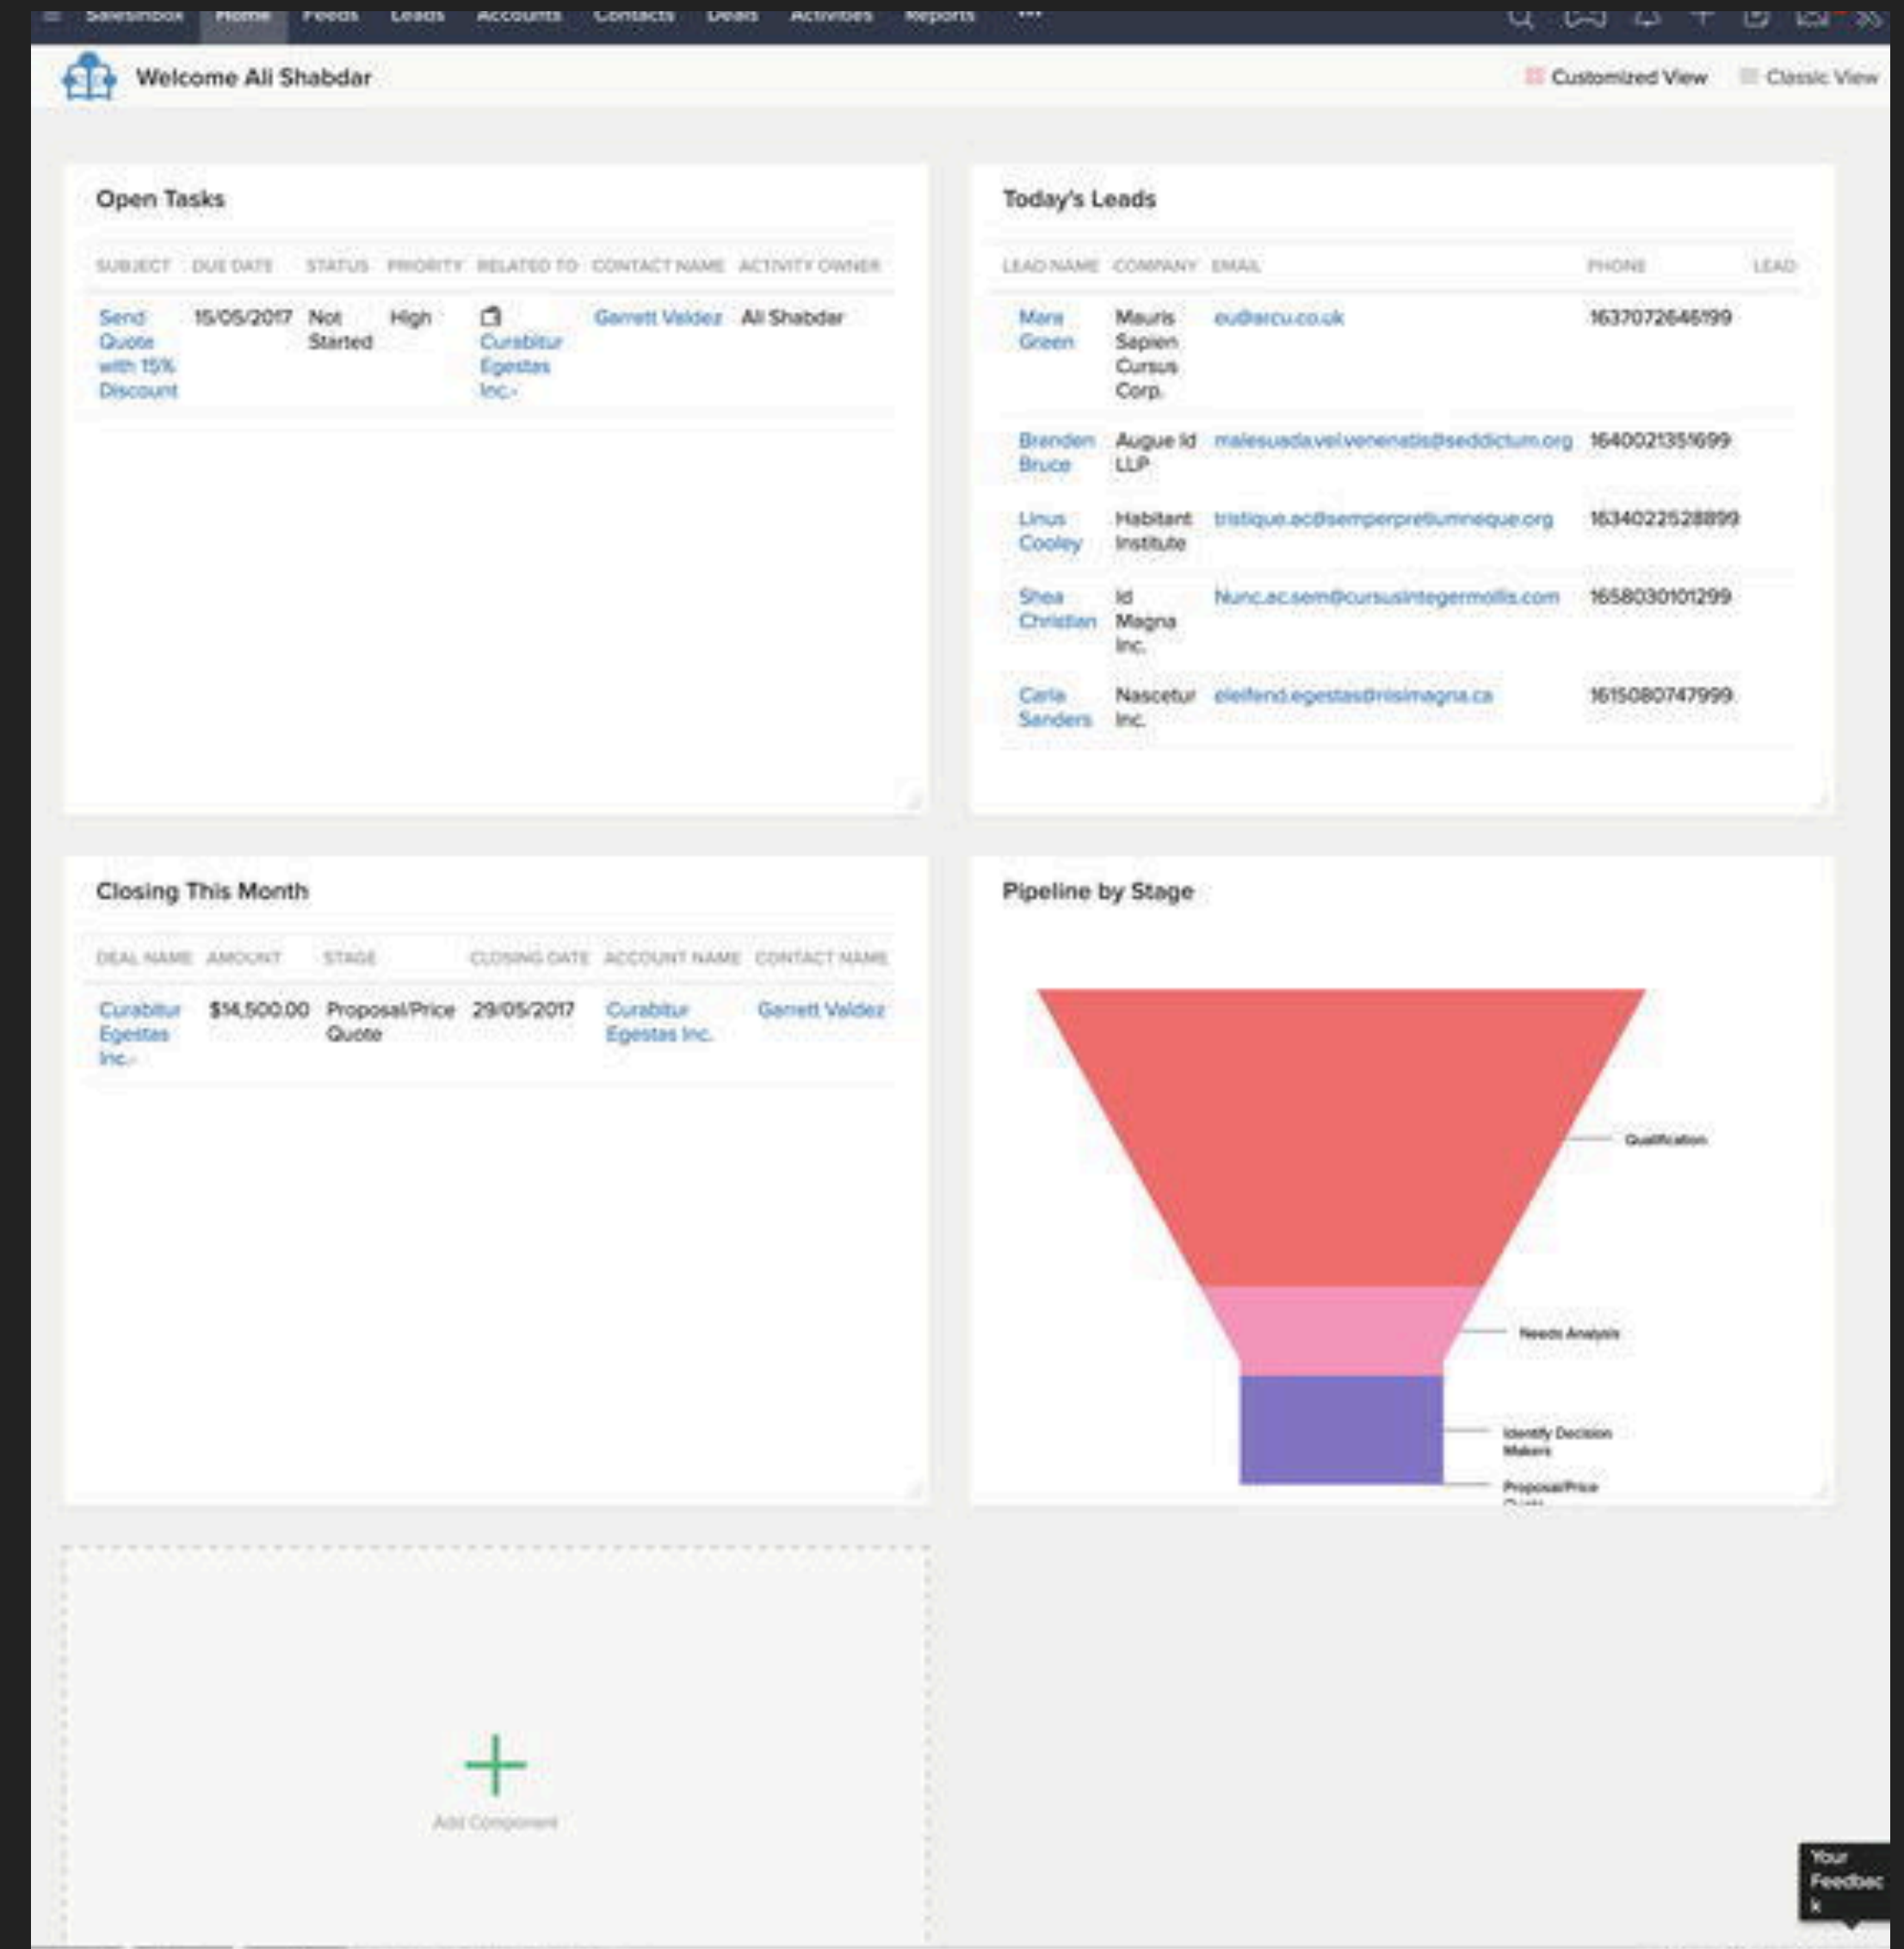 SalesInbox Home Feeds Leads Accounts Contacts Deals Activities Reports •••
Welcome Ali Shabdar
Customized View Classic View
Open Tasks
SUBJECT DUE DATE STATUS PRIORITY RELATED TO CONTACT NAME ACTIVITY OWNER
Send 15/05/2017 Not High Garrett Valdez Ali Shabdar
Quote Started Curabitur
with 15% Egestas
Discount Inc.-
Today's Leads
LEAD NAME COMPANY EMAIL PHONE LEAD
Mara Mauris eu@arcu.co.uk 1637072646199
Green Sapien
Cursus
Corp.
Branden Augue Id malesuada.vel.venenatis@seddictum.org 1640021351699
Bruce LLP
Linus Habitant tristique.ac@semperpretiumneque.org 1634022528899
Cooley Institute
Shea Id Nunc.ac.sem@cursusintegermollis.com 1658030101299
Christian Magna
Inc.
Carla Nascetur eleifend.egestas@nisimagna.ca 1615080747999
Sanders Inc.
Closing This Month
DEAL NAME AMOUNT STAGE CLOSING DATE ACCOUNT NAME CONTACT NAME
Curabitur $14,500.00 Proposal/Price 29/05/2017 Curabitur Garrett Valdez
Egestas Quote Egestas Inc.
Inc.-
Pipeline by Stage
Qualification
Needs Analysis
Identify Decision
Makers
Proposal/Price
Quote
Add Component
Your
Feedbac
k